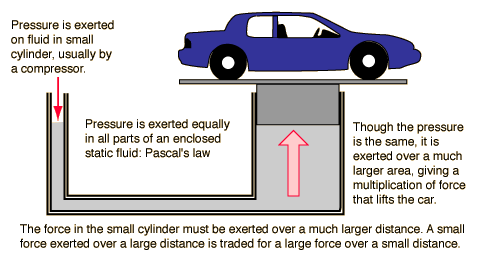 Pressure is exerted
on fluid in small
cylinder, usually by
a compressor.
Pressure is exerted equally
in all parts of an enclosed
static fluid: Pascal's law
Though the pressure
is the same, it is
exerted over a much
larger area, giving a
multiplication of force
that lifts the car.
The force in the small cylinder must be exerted over a much larger distance. A small
force exerted over a large distance is traded for a large force over a small distance.